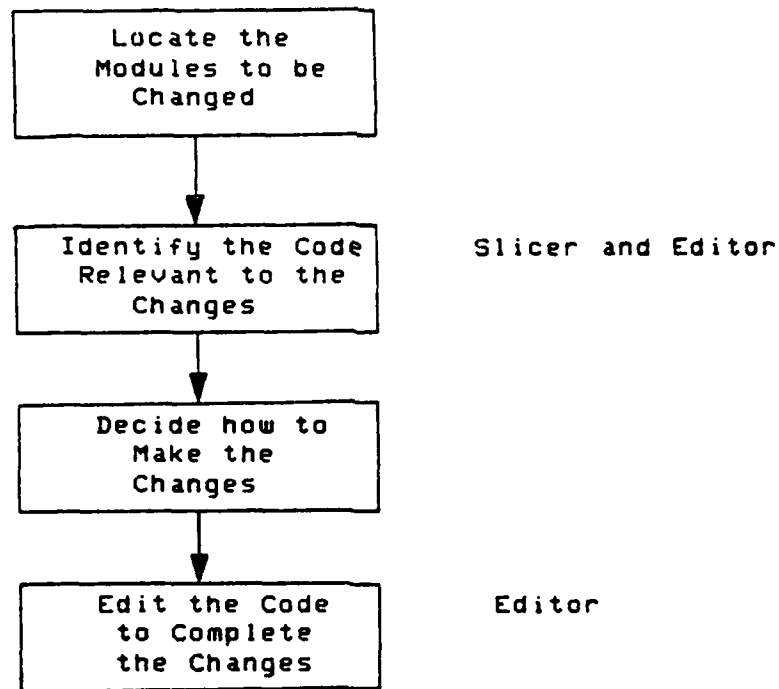 Locate the
Modules to be
Changed
Identify the Code
Relevant to the
Changes
Slicer and Editor
Decide how to
Make the
Changes
Edit the Code
to Complete
the Changes
Editor